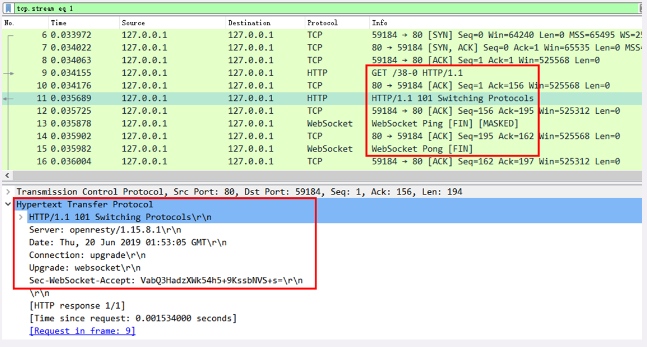 tcp.stream eq 1
No. Time Source Destination Protocol Info
6 0.033972 127.0.0.1 127.0.0.1 TCP 59184 → 80 [SYN] Seq=0 Win=64240 Len=0 MSS=65495 WS=25
7 0.034022 127.0.0.1 127.0.0.1 TCP 80 → 59184 [SYN, ACK] Seq=0 Ack=1 Win=65535 Len=0 MS
8 0.034063 127.0.0.1 127.0.0.1 TCP 59184 → 80 [ACK] Seq=1 Ack=1 Win=525568 Len=0
9 0.034155 127.0.0.1 127.0.0.1 HTTP GET /38-0 HTTP/1.1
10 0.034176 127.0.0.1 127.0.0.1 TCP 80 → 59184 [ACK] Seq=1 Ack=156 Win=525568 Len=0
11 0.035689 127.0.0.1 127.0.0.1 HTTP HTTP/1.1 101 Switching Protocols
12 0.035725 127.0.0.1 127.0.0.1 TCP 59184 → 80 [ACK] Seq=156 Ack=195 Win=525312 Len=0
13 0.035878 127.0.0.1 127.0.0.1 WebSocket WebSocket Ping [FIN] [MASKED]
14 0.035902 127.0.0.1 127.0.0.1 TCP 80 → 59184 [ACK] Seq=195 Ack=162 Win=525568 Len=0
15 0.035982 127.0.0.1 127.0.0.1 WebSocket WebSocket Pong [FIN]
16 0.036004 127.0.0.1 127.0.0.1 TCP 59184 → 80 [ACK] Seq=162 Ack=197 Win=525312 Len=0
Transmission Control Protocol, Src Port: 80, Dst Port: 59184, Seq: 1, Ack: 156, Len: 194
Hypertext Transfer Protocol
HTTP/1.1 101 Switching Protocols\r\n
Server: openresty/1.15.8.1\r\n
Date: Thu, 20 Jun 2019 01:53:05 GMT\r\n
Connection: upgrade\r\n
Upgrade: websocket\r\n
Sec-WebSocket-Accept: VabQ3HadzXWk54h5+9KssbNVS+s=\r\n
\r\n
[HTTP response 1/1]
[Time since request: 0.001534000 seconds]
[Request in frame: 9]